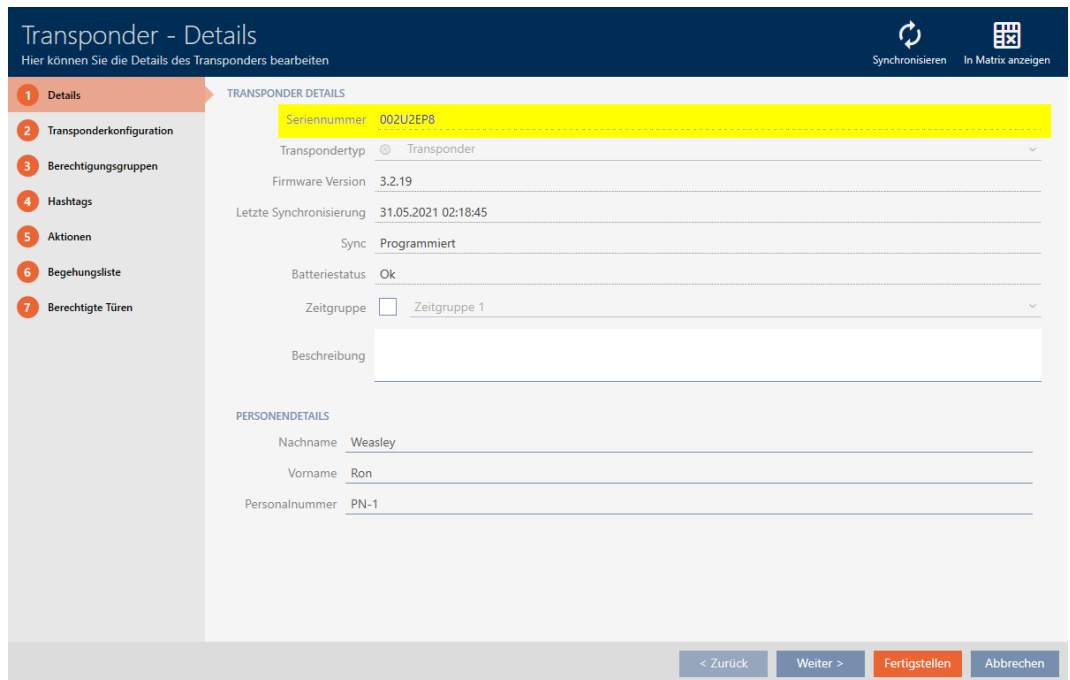 Transponder - Details
Hier können Sie die Details des Transponders bearbeiten
Synchronisieren
In Matrix anzeigen
1 Details
2 Transponderkonfiguration
3 Berechtigungsgruppen
4 Hashtags
5 Aktionen
6 Begehungsliste
7 Berechtigte Türen
TRANSPONDER DETAILS
Seriennummer 002U2EP8
Transpondertyp Transponder
Firmware Version 3.2.19
Letzte Synchronisierung 31.05.2021 02:18:45
Sync Programmiert
Batteriestatus Ok
Zeitgruppe Zeitgruppe 1
Beschreibung
PERSONENDETAILS
Nachname Weasley
Vorname Ron
Personalnummer PN-1
< Zurück
Weiter >
Fertigstellen
Abbrechen